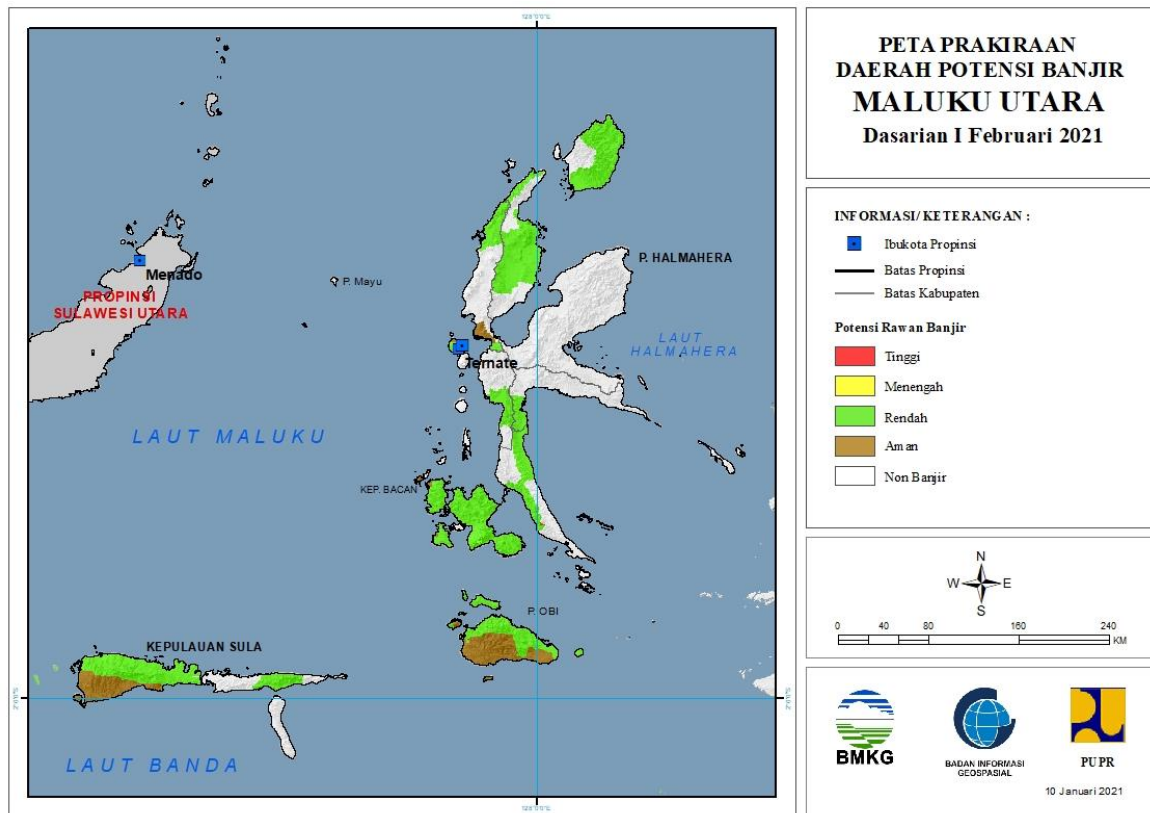 PETA PRAKIRAAN
DAERAH POTENSI BANJIR
MALUKU UTARA
Dasarian I Februari 2021
INFORMASI/ KETERANGAN :
Ibukota Propinsi
Batas Propinsi
Batas Kabupaten
Potensi Rawan Banjir
Tinggi
Menengah
Rendah
Aman
Non Banjir
N
W E
S
0 40 80 160 240
KM
BMKG
BADAN INFORMASI
GEOSPASIAL
PUPR
10 Januari 2021
Menado
PROPINSI
SULAWESI UTARA
P. Mayu
P. HALMAHERA
LAUT
HALMAHERA
Ternate
LAUT MALUKU
KEP. BACAN
P. OBI
KEPULAUAN SULA
LAUT BANDA